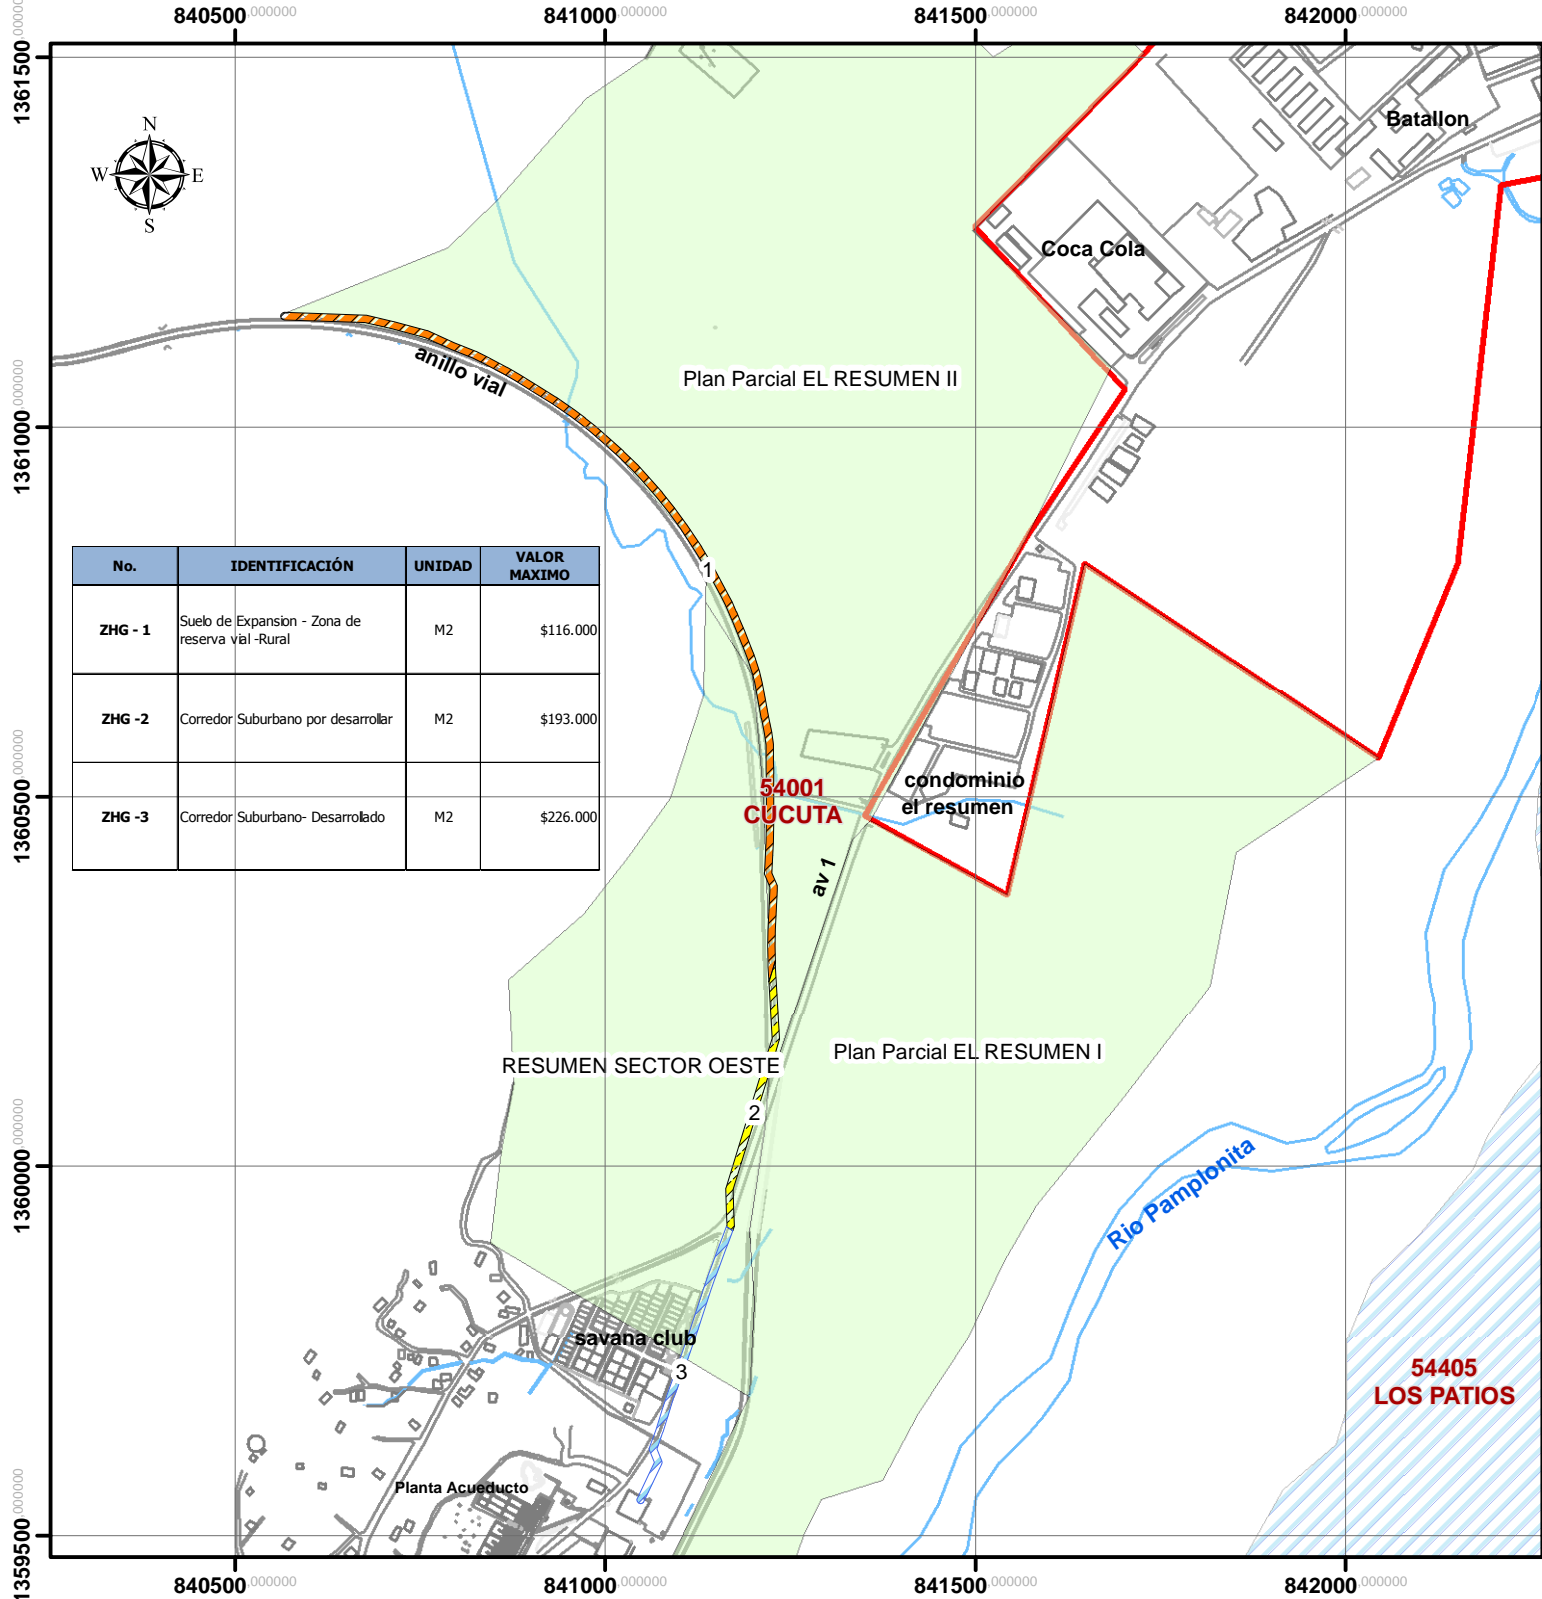 840500,000000 841000,000000 841500,000000 842000,000000
1361500,000000
1361000,000000
1360500,000000
1360000,000000
1359500,000000
N
W E
S
Batallon
Coca Cola
anillo vial
Plan Parcial EL RESUMEN II
1
No. IDENTIFICACIÓN UNIDAD VALOR
MAXIMO
ZHG - 1 Suelo de Expansion - Zona de
reserva vial -Rural M2 $116.000
ZHG -2 Corredor Suburbano por desarrollar M2 $193.000
ZHG -3 Corredor Suburbano- Desarrollado M2 $226.000
54001
CUCUTA
condominio
el resumen
av 1
RESUMEN SECTOR OESTE
Plan Parcial EL RESUMEN I
2
Rio Pamplonita
savana club
3
54405
LOS PATIOS
Planta Acueducto
840500,000000 841000,000000 841500,000000 842000,000000